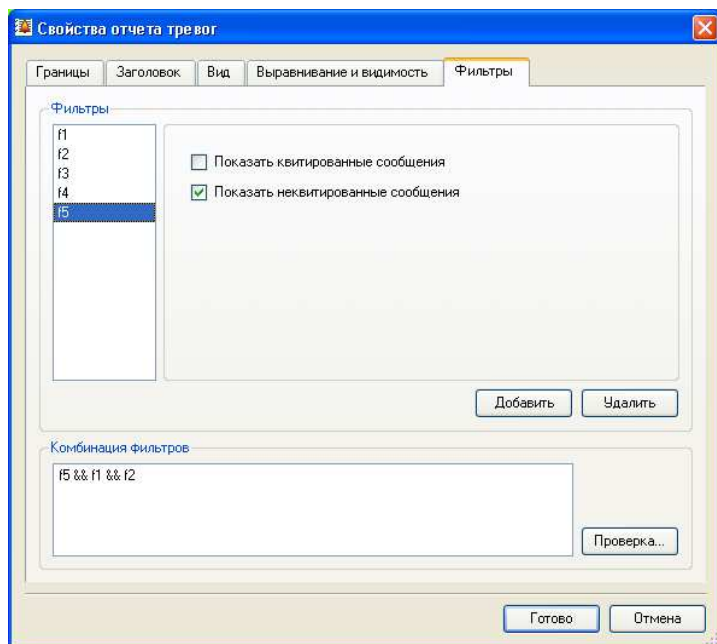 Свойства отчета тревог
Границы Заголовок Вид Выравнивание и видимость Фильтры
Фильтры
f1
f2
f3
f4
f5
Показать квитированные сообщения
Показать неквитированные сообщения
Добавить Удалить
Комбинация фильтров
f5 && f1 && f2
Проверка...
Готово Отмена